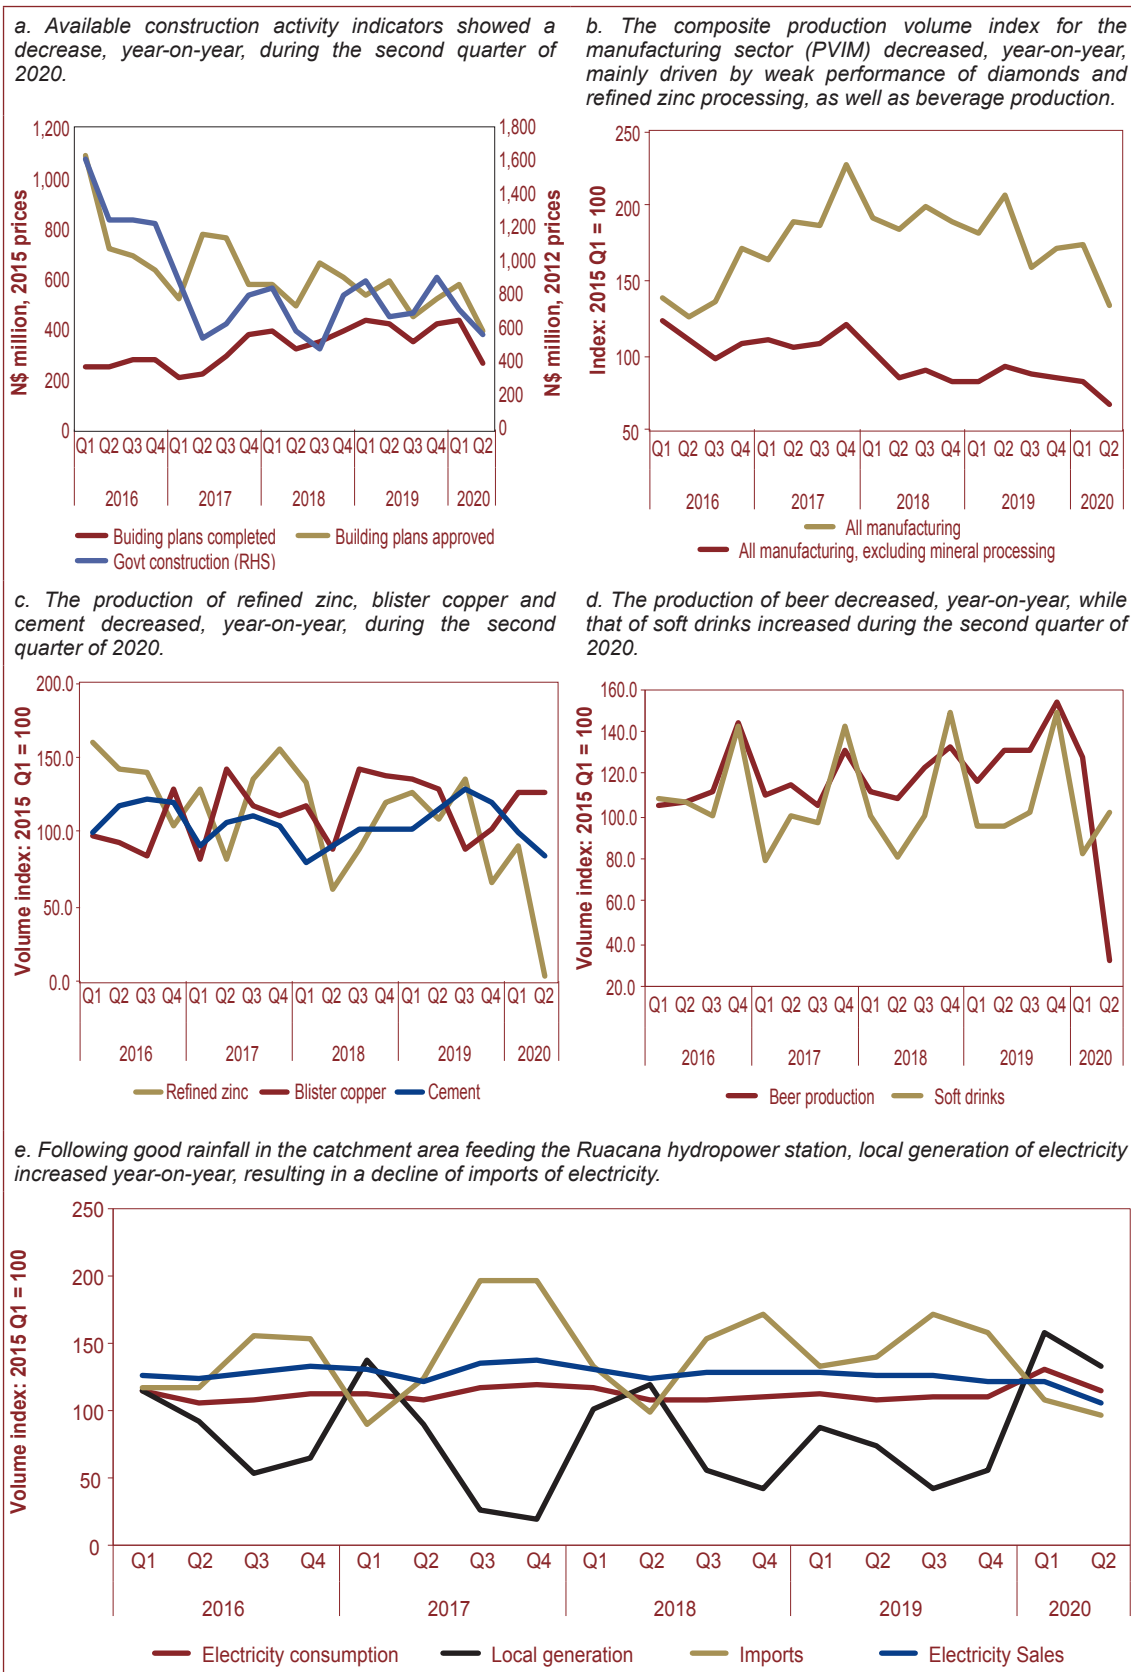 a. Available construction activity indicators showed a
decrease, year-on-year, during the second quarter of
2020.
N$ million, 2015 prices
1,200
1,000
800
600
400
200
0
1,800
1,600
1,400
1,200
1,000
800
600
400
200
0
N$ million, 2012 prices
Q1 Q2 Q3 Q4 Q1 Q2 Q3 Q4 Q1 Q2 Q3 Q4 Q1 Q2 Q3 Q4 Q1 Q2
2016 2017 2018 2019 2020
Buiding plans completed Building plans approved
Govt construction (RHS)
b. The composite production volume index for the
manufacturing sector (PVIM) decreased, year-on-year,
mainly driven by weak performance of diamonds and
refined zinc processing, as well as beverage production.
Index: 2015 Q1 = 100
250
200
150
100
50
Q1 Q2 Q3 Q4 Q1 Q2 Q3 Q4 Q1 Q2 Q3 Q4 Q1 Q2 Q3 Q4 Q1 Q2
2016 2017 2018 2019 2020
All manufacturing
All manufacturing, excluding mineral processing
c. The production of refined zinc, blister copper and
cement decreased, year-on-year, during the second
quarter of 2020.
Volume index: 2015 Q1 = 100
200.0
150.0
100.0
50.0
0.0
Q1 Q2 Q3 Q4 Q1 Q2 Q3 Q4 Q1 Q2 Q3 Q4 Q1 Q2 Q3 Q4 Q1 Q2
2016 2017 2018 2019 2020
Refined zinc Blister copper Cement
d. The production of beer decreased, year-on-year, while
that of soft drinks increased during the second quarter of
2020.
Volume index: 2015 Q1 = 100
160.0
140.0
120.0
100.0
80.0
60.0
40.0
20.0
Q1 Q2 Q3 Q4 Q1 Q2 Q3 Q4 Q1 Q2 Q3 Q4 Q1 Q2 Q3 Q4 Q1 Q2
2016 2017 2018 2019 2020
Beer production Soft drinks
e. Following good rainfall in the catchment area feeding the Ruacana hydropower station, local generation of electricity
increased year-on-year, resulting in a decline of imports of electricity.
Volume index: 2015 Q1 = 100
250
200
150
100
50
0
Q1 Q2 Q3 Q4 Q1 Q2 Q3 Q4 Q1 Q2 Q3 Q4 Q1 Q2 Q3 Q4 Q1 Q2
2016 2017 2018 2019 2020
Electricity consumption Local generation Imports Electricity Sales